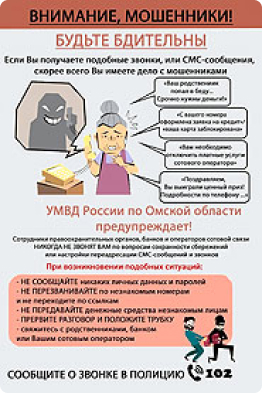 ВНИМАНИЕ, МОШЕННИКИ!
БУДЬТЕ БДИТЕЛЬНЫ
Если Вы получаете подобные звонки, или СМС-сообщения,
скорее всего Вы имеете дело с мошенниками
«Ваш родственник
попал в беду...
Срочно нужны деньги!»
«С Вашего номера
оформлена заявка на кредит»/
«ваша карта заблокирована»
«Вам необходимо
отключить платные услуги
сотового оператора»
«Поздравляем,
Вы выиграли ценный приз!
Подробности по телефону ...»
УМВД России по Омской области
предупреждает!
Сотрудники правоохранительных органов, банков и операторов сотовой связи
НИКОГДА НЕ ЗВОНЯТ ВАМ по вопросам сохранности сбережений
или настройки переадресации СМС-сообщений и звонков
При возникновении подобных ситуаций:
- НЕ СООБЩАЙТЕ никаких личных данных и паролей
- НЕ ПЕРЕЗВАНИВАЙТЕ по незнакомым номерам
и не переходите по ссылкам
- НЕ ПЕРЕДАВАЙТЕ денежные средства незнакомым лицам
- ПРЕРВИТЕ РАЗГОВОР И ПОЛОЖИТЕ ТРУБКУ
- свяжитесь с родственниками, банком
или Вашим сотовым оператором
СООБЩИТЕ О ЗВОНКЕ В ПОЛИЦИЮ 102